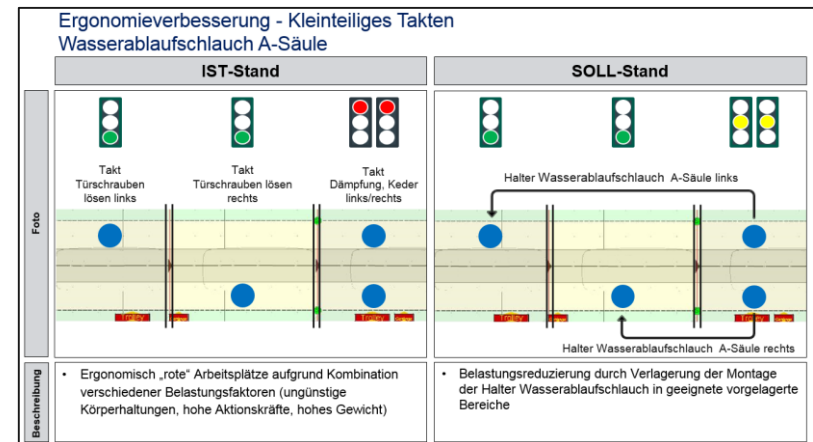 Ergonomieverbesserung - Kleinteiliges Takten
Wasserablaufschlauch A-Säule
IST-Stand
SOLL-Stand
Foto
Takt
Türschrauben
lösen links
Takt
Türschrauben lösen
rechts
Takt
Dämpfung, Keder
links/rechts
Trolley
Halter Wasserablaufschlauch A-Säule links
Halter Wasserablaufschlauch A-Säule rechts
Beschreibung
• Ergonomisch „rote“ Arbeitsplätze aufgrund Kombination
verschiedener Belastungsfaktoren (ungünstige
Körperhaltungen, hohe Aktionskräfte, hohes Gewicht)
• Belastungsreduzierung durch Verlagerung der Montage
der Halter Wasserablaufschlauch in geeignete vorgelagerte
Bereiche